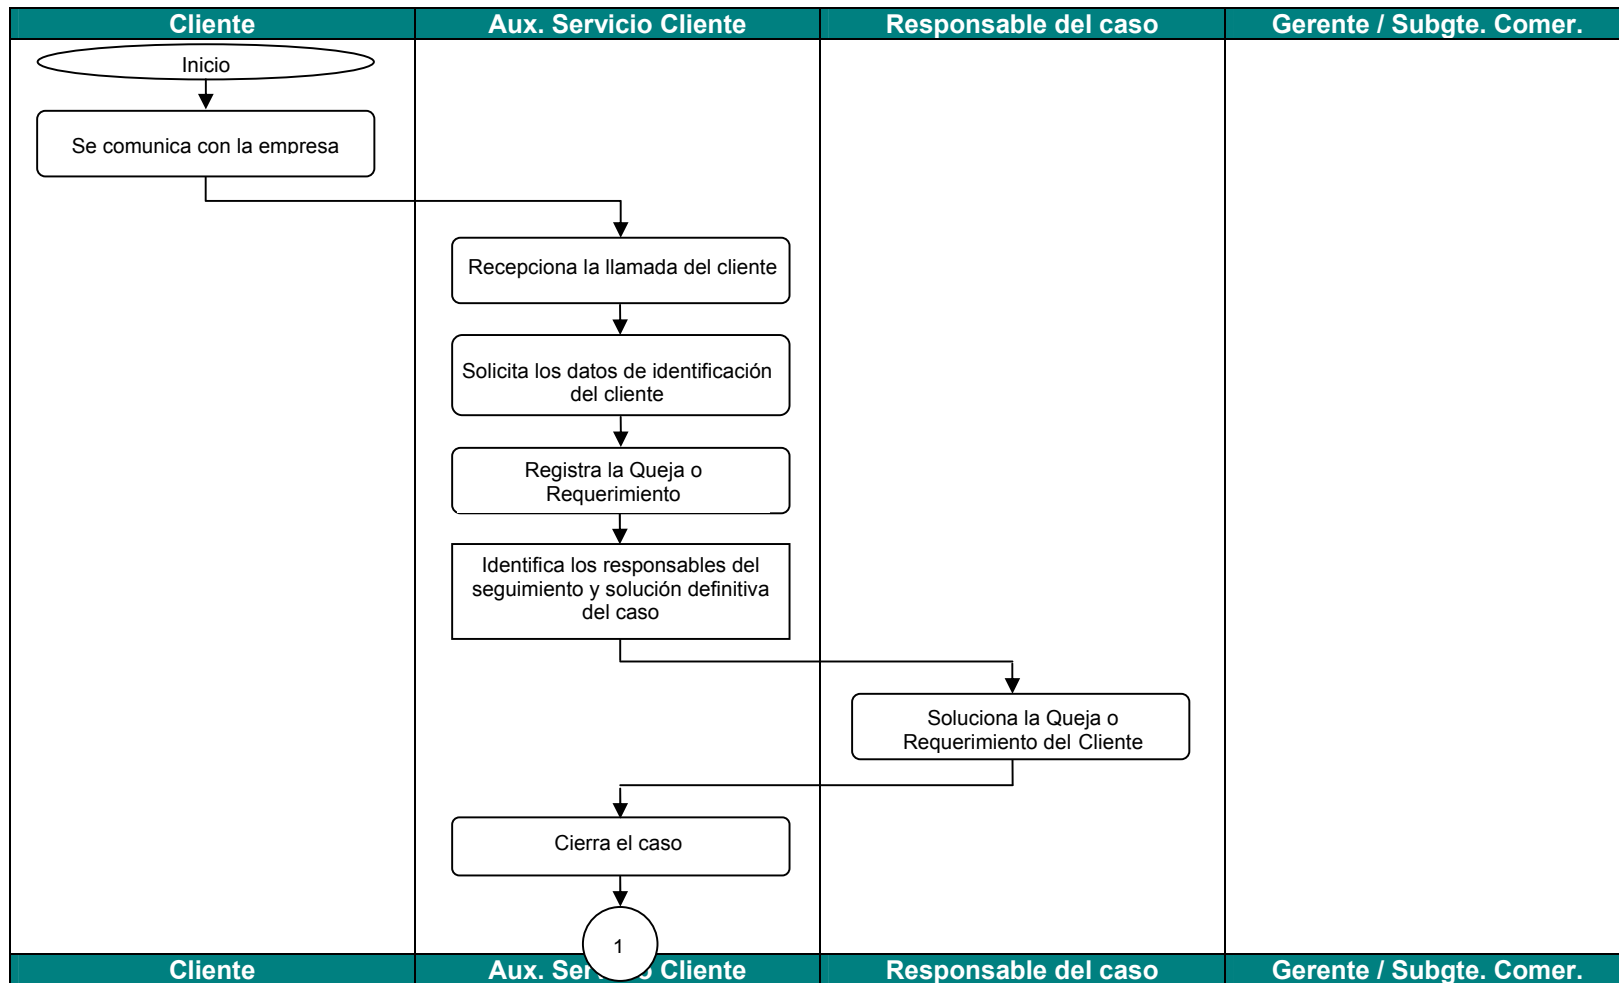 Cliente
Aux. Servicio Cliente
Responsable del caso
Gerente / Subgte. Comer.
Inicio
Se comunica con la empresa
Recepciona la llamada del cliente
Solicita los datos de identificación
del cliente
Registra la Queja o
Requerimiento
Identifica los responsables del
seguimiento y solución definitiva
del caso
Soluciona la Queja o
Requerimiento del Cliente
Cierra el caso
1
Cliente
Aux. Servicio Cliente
Responsable del caso
Gerente / Subgte. Comer.